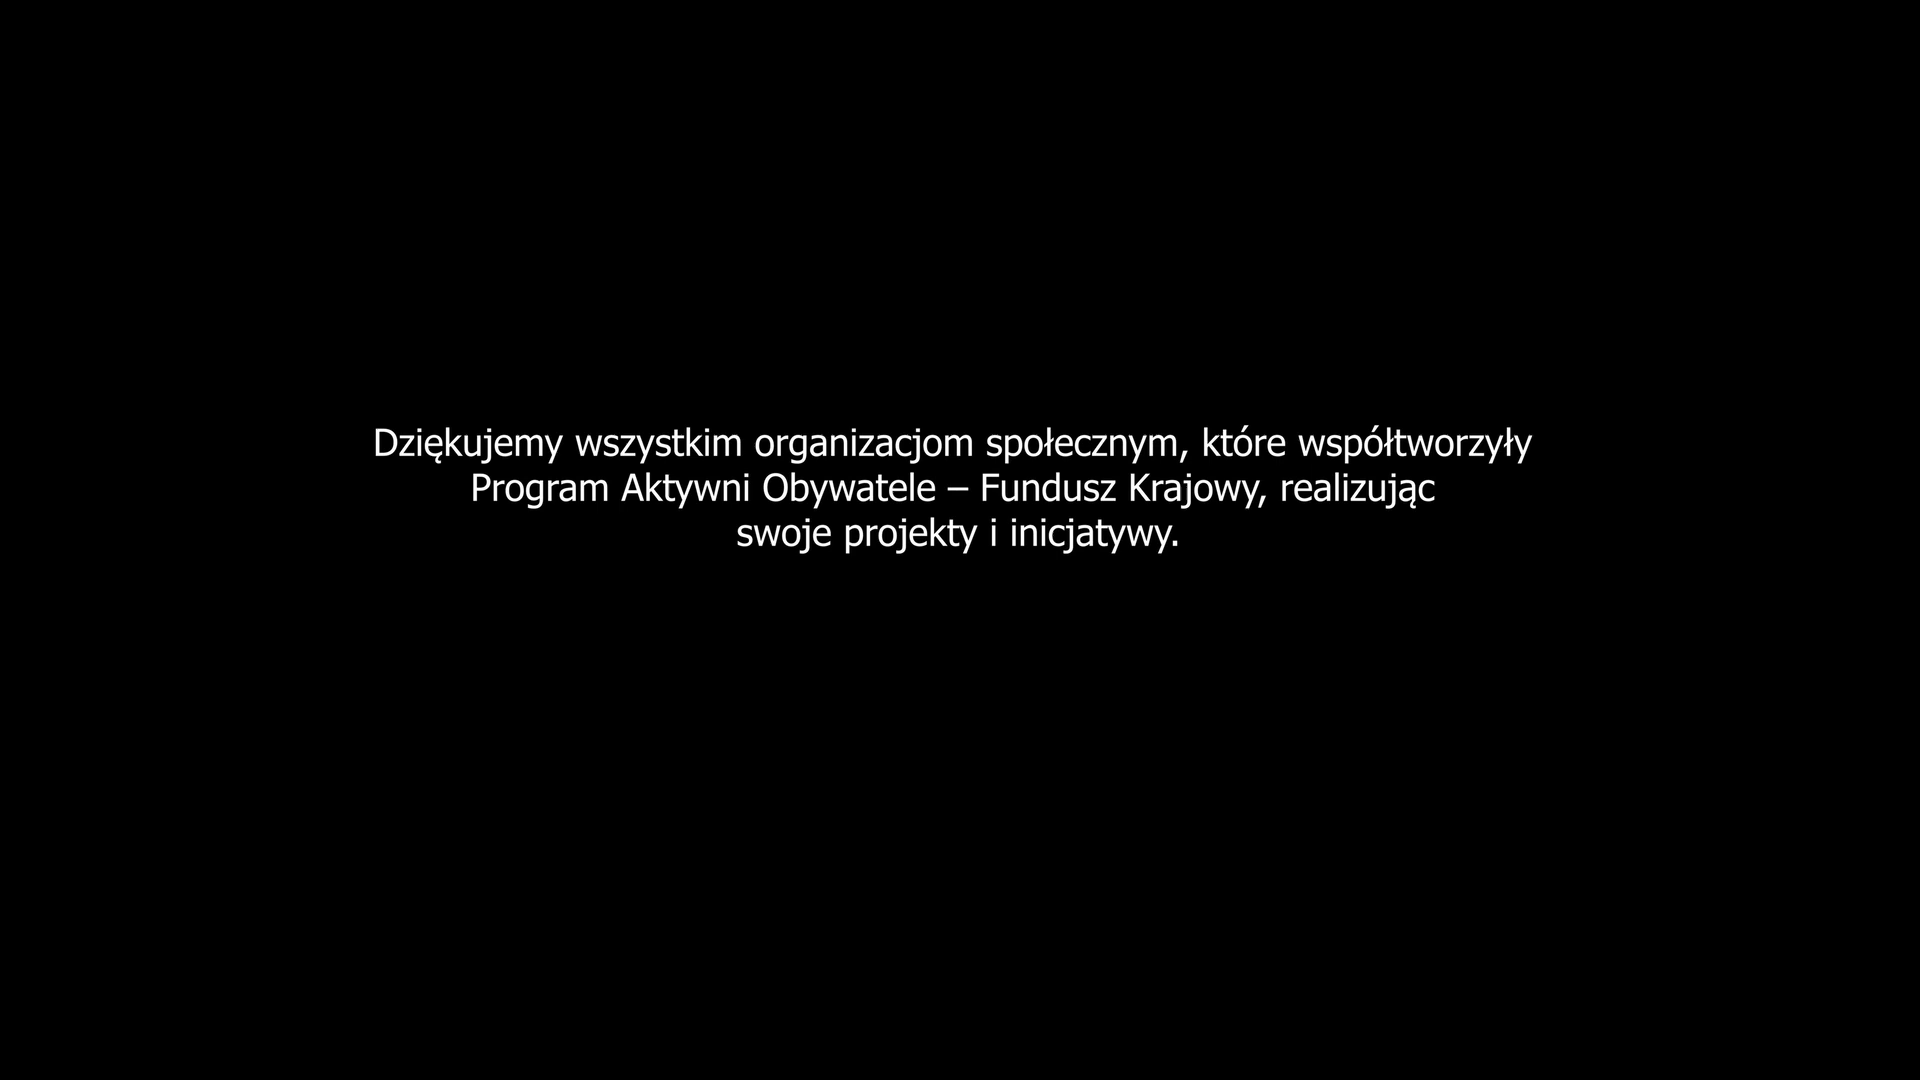 Dziękujemy wszystkim organizacjom społecznym, które współtworzyły
Program Aktywni Obywatele – Fundusz Krajowy, realizując
swoje projekty i inicjatywy.